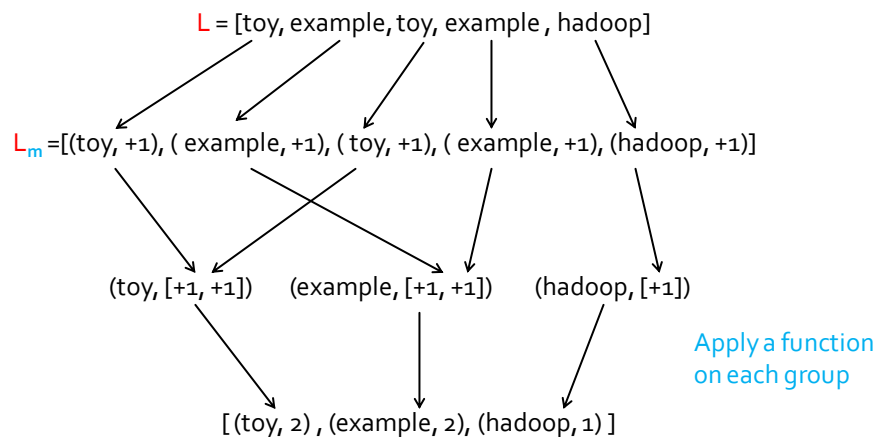 L = [toy, example, toy, example , hadoop]
Lm =[(toy, +1), ( example, +1), ( toy, +1), ( example, +1), (hadoop, +1)]
(toy, [+1, +1]) (example, [+1, +1]) (hadoop, [+1])
Apply a function
on each group
[ (toy, 2) , (example, 2), (hadoop, 1) ]